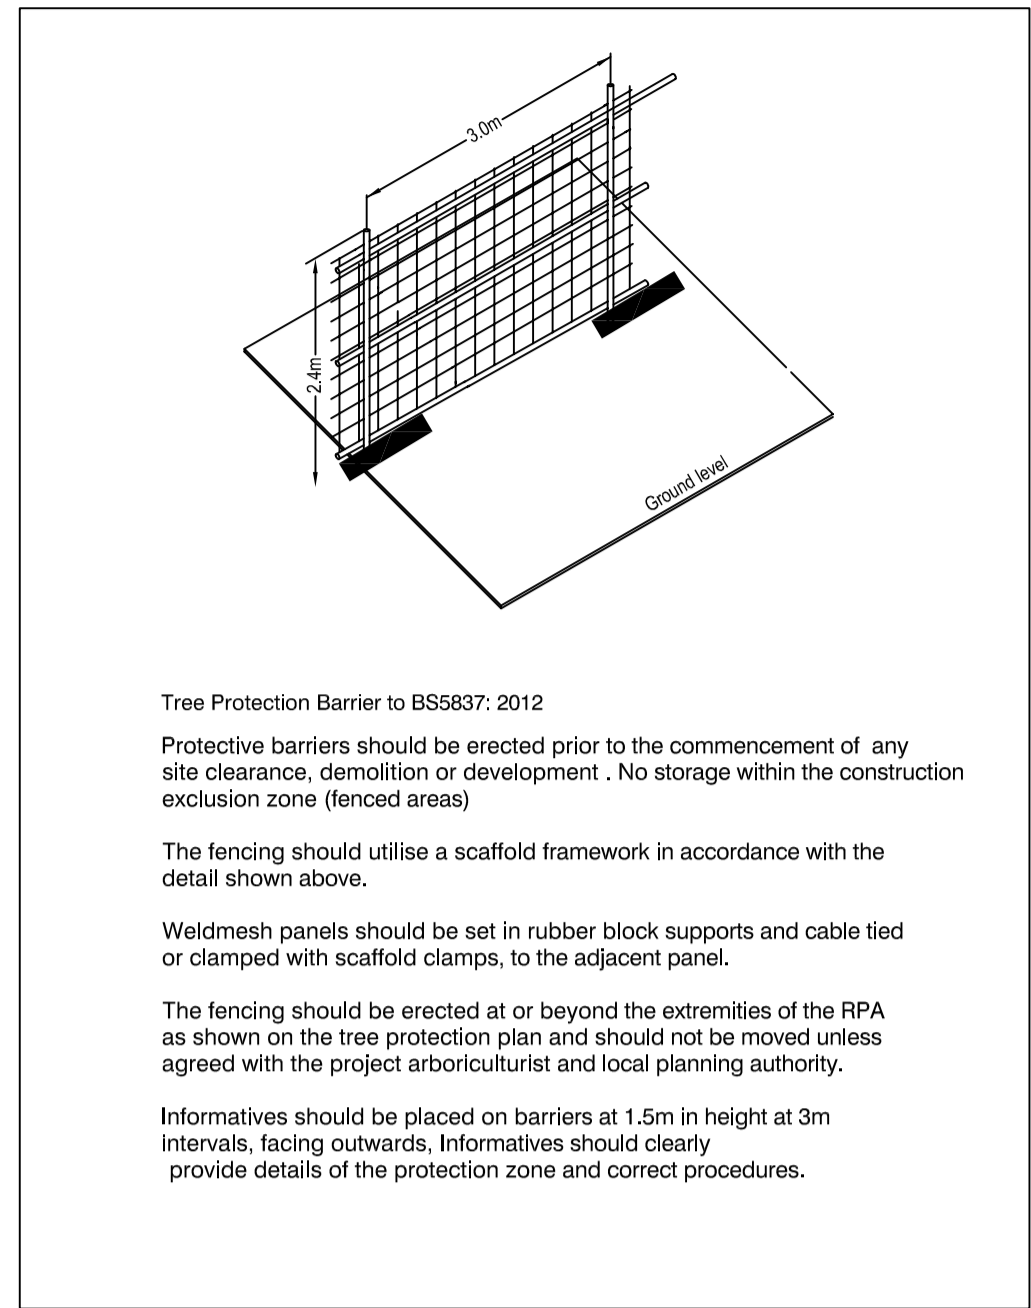 3.0m
2.4m
Ground level
Tree Protection Barrier to BS5837: 2012
Protective barriers should be erected prior to the commencement of any
site clearance, demolition or development . No storage within the construction
exclusion zone (fenced areas)
The fencing should utilise a scaffold framework in accordance with the
detail shown above.
Weldmesh panels should be set in rubber block supports and cable tied
or clamped with scaffold clamps, to the adjacent panel.
The fencing should be erected at or beyond the extremities of the RPA
as shown on the tree protection plan and should not be moved unless
agreed with the project arboriculturist and local planning authority.
Informatives should be placed on barriers at 1.5m in height at 3m
intervals, facing outwards, Informatives should clearly
provide details of the protection zone and correct procedures.